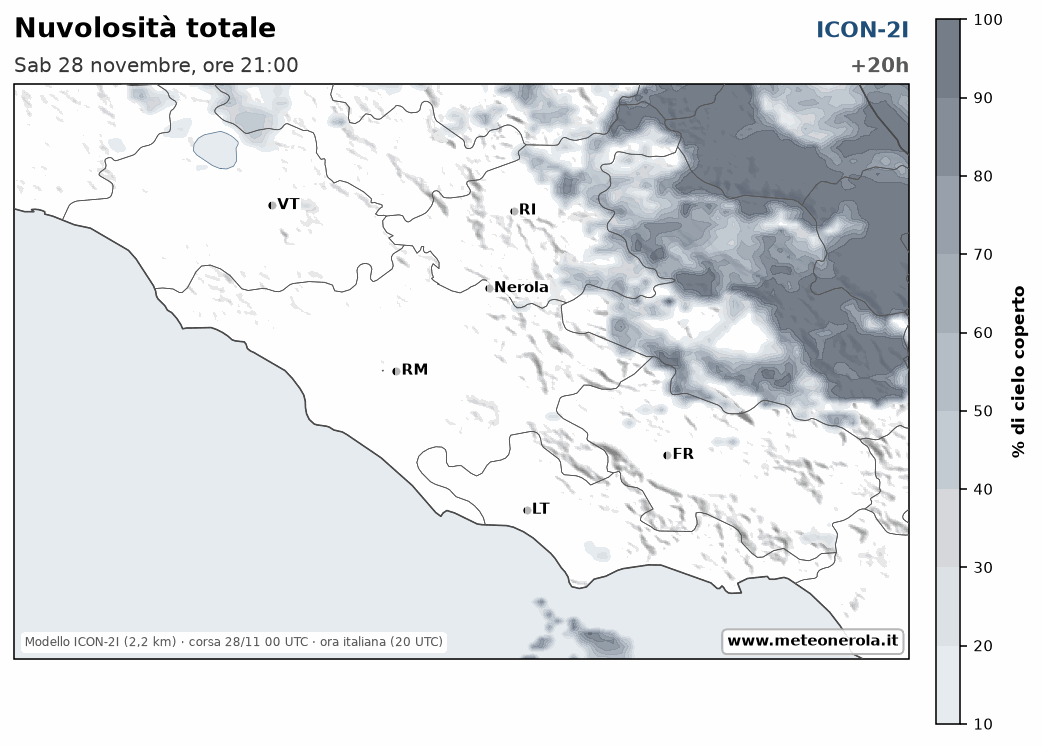 Nuvolosità totale
ICON-2I
Sab 28 novembre, ore 21:00
+20h
100
90
80
70
60
50
40
30
20
10
% di cielo coperto
VT
RI
Nerola
RM
FR
LT
Modello ICON-2I (2,2 km) · corsa 28/11 00 UTC · ora italiana (20 UTC)
www.meteonerola.it